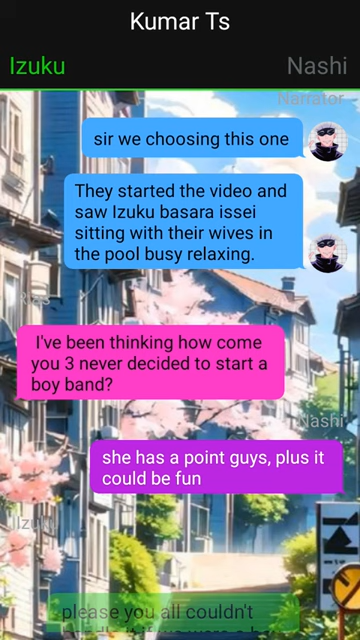 Kumar Ts
Izuku
Nashi
Narrator
sir we choosing this one
They started the video and
saw Izuku basara issei
sitting with their wives in
the pool busy relaxing.
I've been thinking how come
you 3 never decided to start a
boy band?
Nashi
she has a point guys, plus it
could be fun
Izuku
please you all couldn't